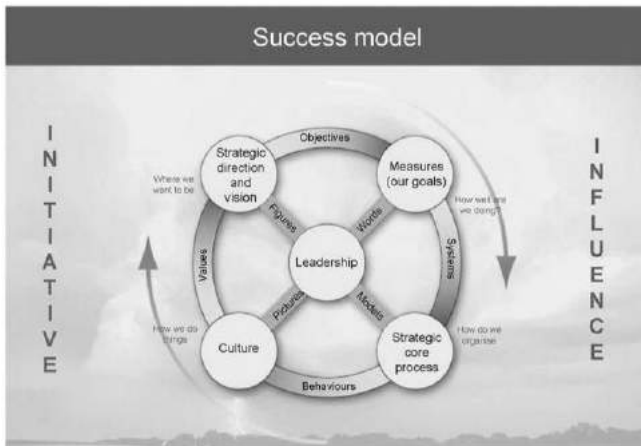 Success model
INITIATIVE
INFLUENCE
Objectives
Strategic
direction
and
vision
Measures
(our goals)
Where we
want to be
How well are
we doing?
Figures
Words
Values
Systems
Leadership
Pictures
Models
How we do
things
How do we
organise
Culture
Strategic
core
process
Behaviours